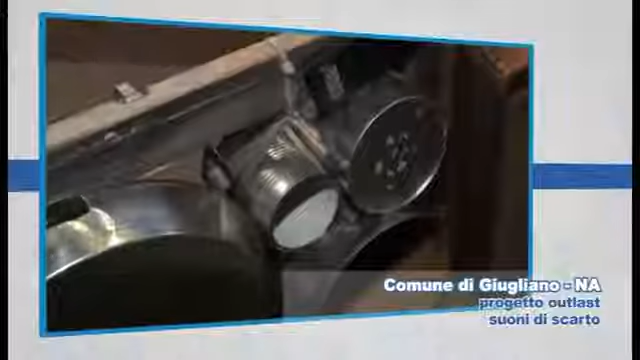 Comune di Giugliano - NA
progetto outlast
suoni di scarto